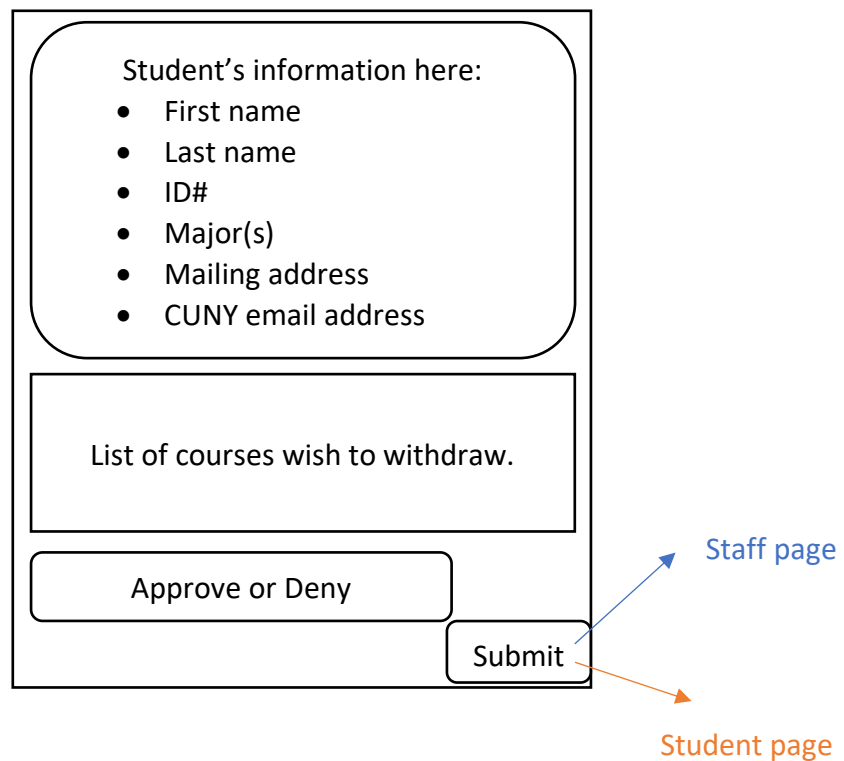 Student’s information here:
• First name
• Last name
• ID#
• Major(s)
• Mailing address
• CUNY email address
List of courses wish to withdraw.
Approve or Deny
Submit
Staff page
Student page